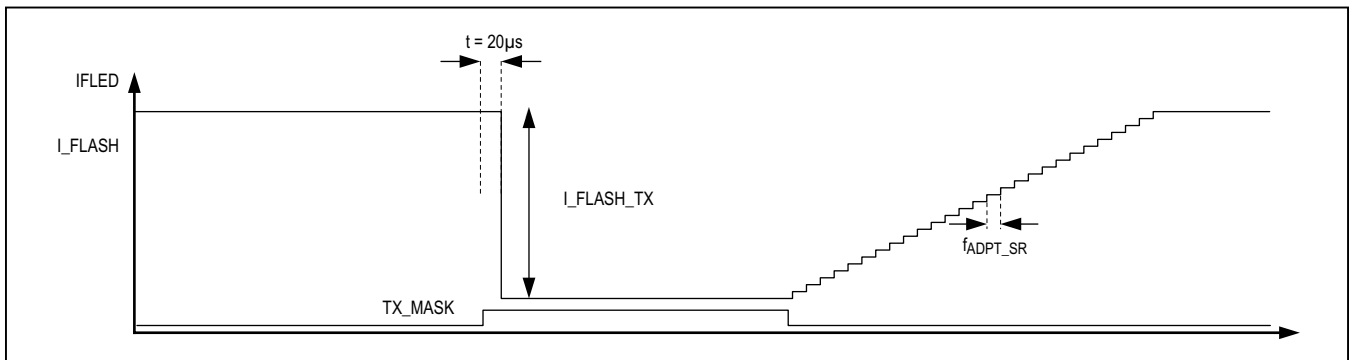 t = 20µs
IFLED
I_FLASH
I_FLASH_TX
fADPT_SR
TX_MASK